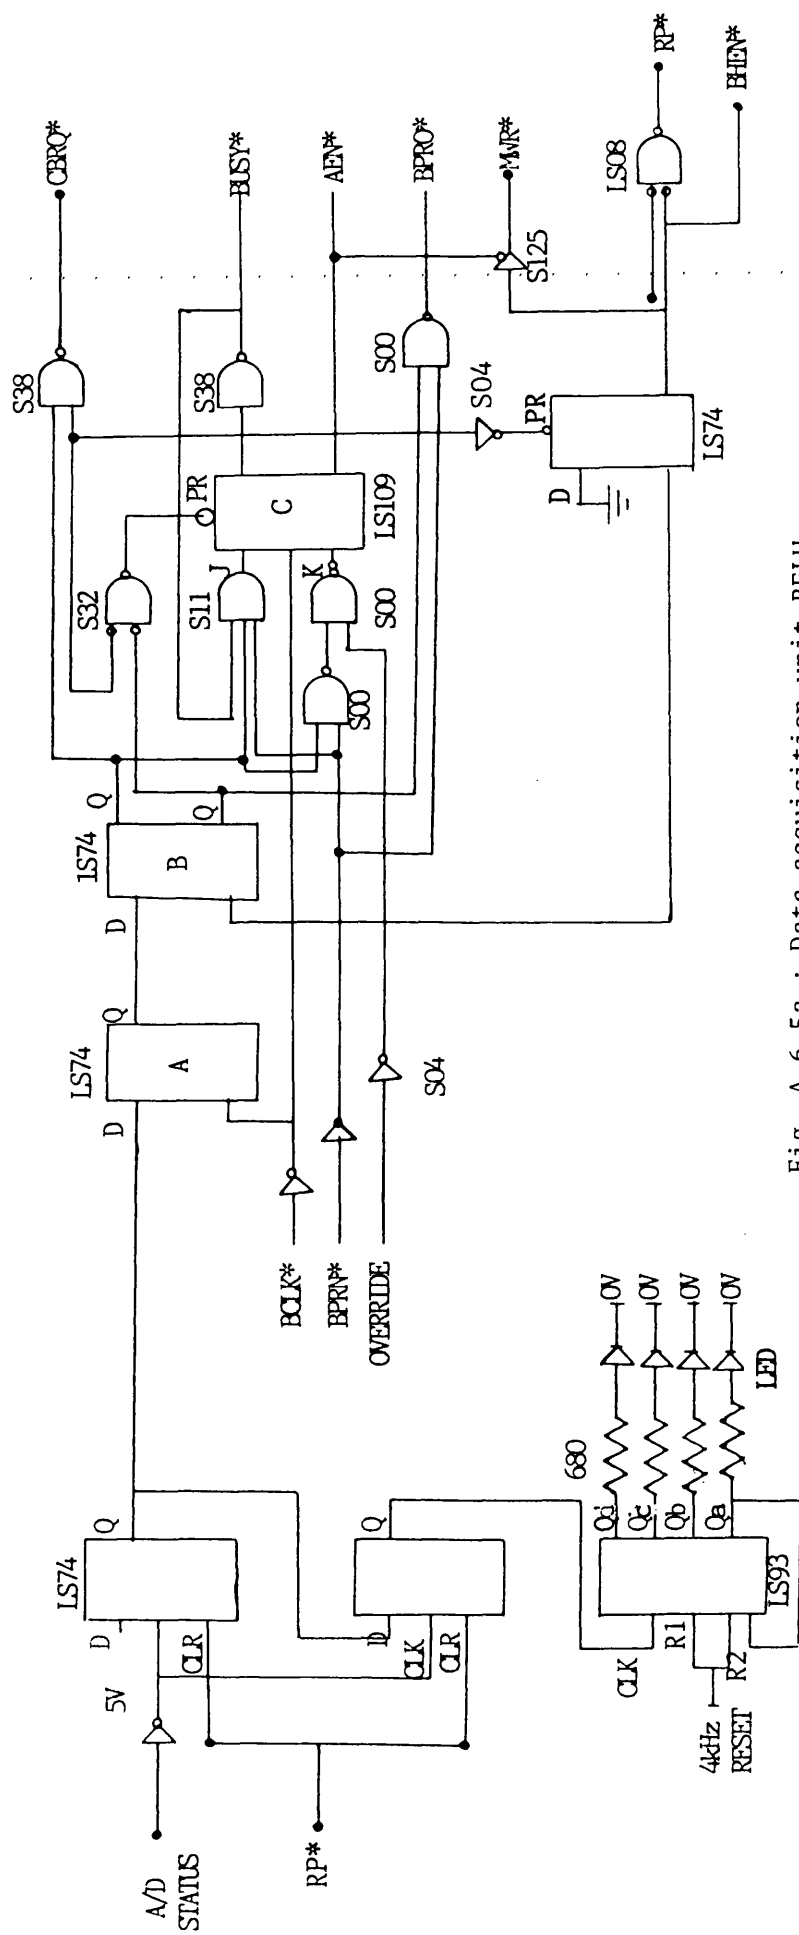 A/D
STATUS
RP*
5V
D
LS74
Q
CLR
D
CLK
CLR
Q
4kHz
RESET
CLK
R1
R2
LS93
Qd
Qc
Qb
Qa
680
0V
0V
0V
0V
LED
BCLK*
BPRN*
OVERRIDE
S04
D
LS74
A
Q
D
1S74
B
Q
Q
S32
S11
J
S00
K
S00
PR
C
LS109
S38
S38
S00
S04
PR
D
LS74
S125
LS08
CBRQ*
BUSY*
AEN*
BPRO*
MWR*
RP*
BHEN*
Fig. A.6.5a : Data acquisition unit